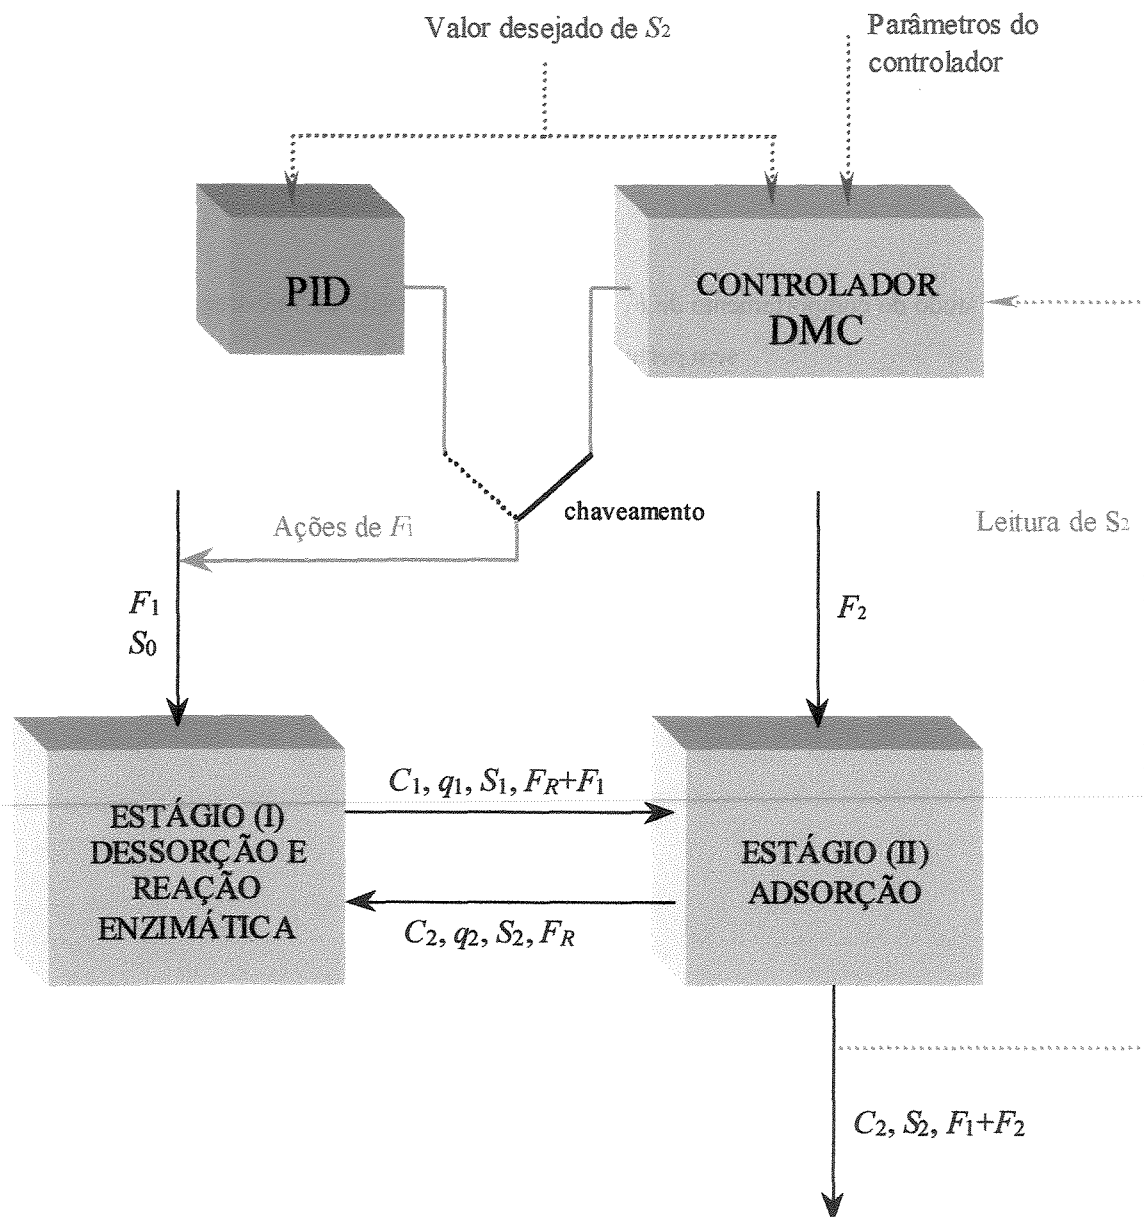 Valor desejado de S2
Parâmetros do
controlador
PID
CONTROLADOR
DMC
chaveamento
Ações de F1
Leitura de S2
F1
S0
F2
C1, q1, S1, FR+F1
ESTÁGIO (I)
DESSORÇÃO E
REAÇÃO
ENZIMÁTICA
ESTÁGIO (II)
ADSORÇÃO
C2, q2, S2, FR
C2, S2, F1+F2